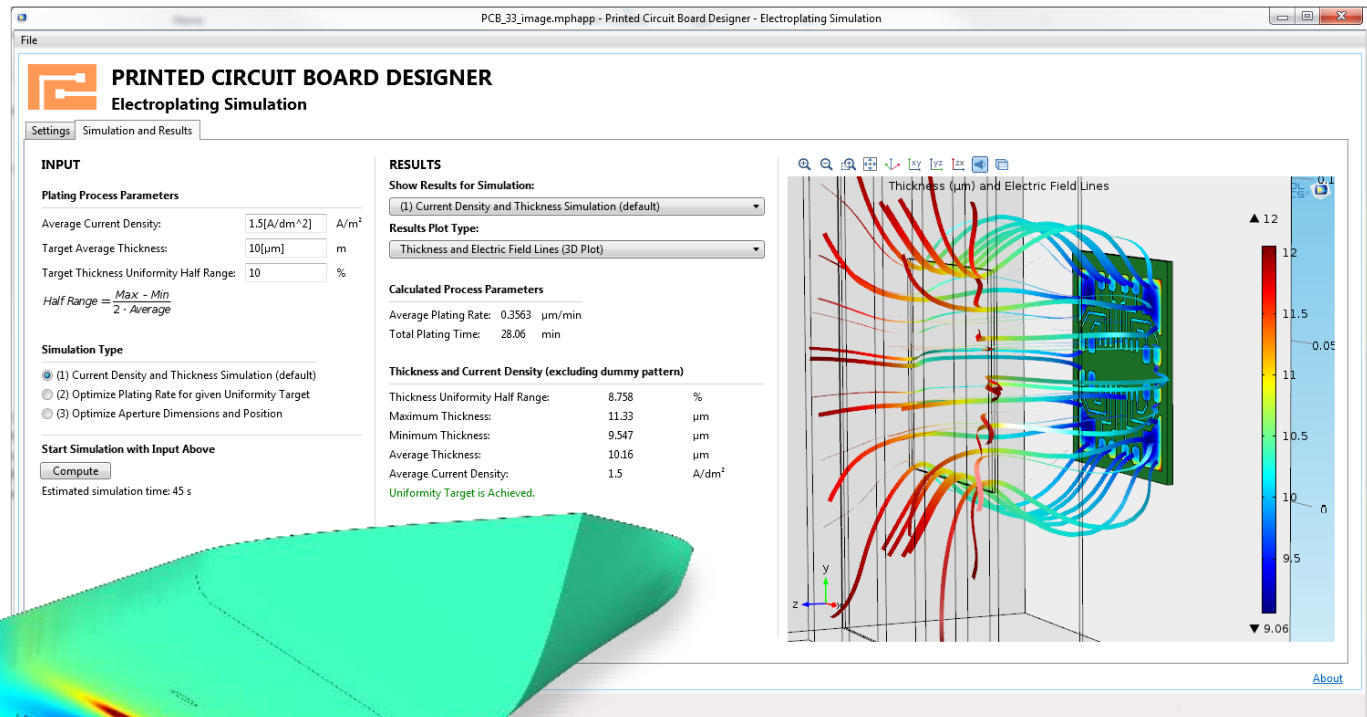 PCB_33_image.mphapp - Printed Circuit Board Designer - Electroplating Simulation
File
PRINTED CIRCUIT BOARD DESIGNER
Electroplating Simulation
Settings
Simulation and Results
INPUT
Plating Process Parameters
Average Current Density: 1.5[A/dm^2] A/m²
Target Average Thickness: 10[µm] m
Target Thickness Uniformity Half Range: 10 %
Half Range = Max - Min
2 · Average
Simulation Type
(1) Current Density and Thickness Simulation (default)
(2) Optimize Plating Rate for given Uniformity Target
(3) Optimize Aperture Dimensions and Position
Start Simulation with Input Above
Compute
Estimated simulation time: 45 s
RESULTS
Show Results for Simulation:
(1) Current Density and Thickness Simulation (default)
Results Plot Type:
Thickness and Electric Field Lines (3D Plot)
Calculated Process Parameters
Average Plating Rate: 0.3563 µm/min
Total Plating Time: 28.06 min
Thickness and Current Density (excluding dummy pattern)
Thickness Uniformity Half Range: 8.758 %
Maximum Thickness: 11.33 µm
Minimum Thickness: 9.547 µm
Average Thickness: 10.16 µm
Average Current Density: 1.5 A/dm²
Uniformity Target is Achieved.
xy yz zx
Thickness (µm) and Electric Field Lines
0.1
▲ 12
12
11.5
0.05
11
10.5
10
0
9.5
▼ 9.06
y
z x
About